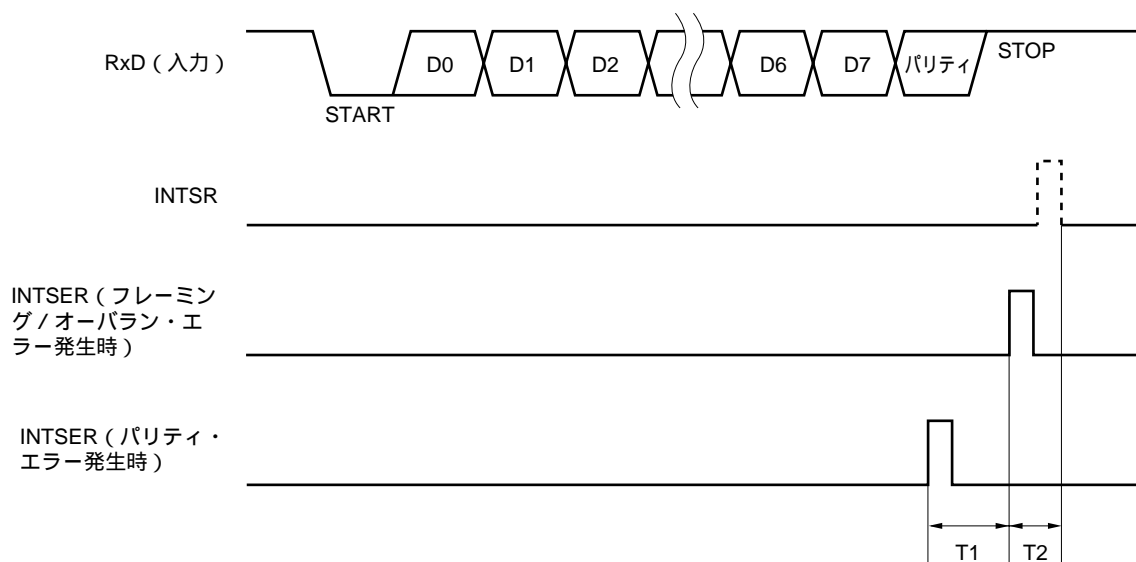 RxD(入力)
D0 D1 D2 D6 D7 パリティ STOP
START
INTSR
INTSER(フレーミン
グ/オーバラン・エ
ラー発生時)
INTSER(パリティ・
エラー発生時)
T1 T2